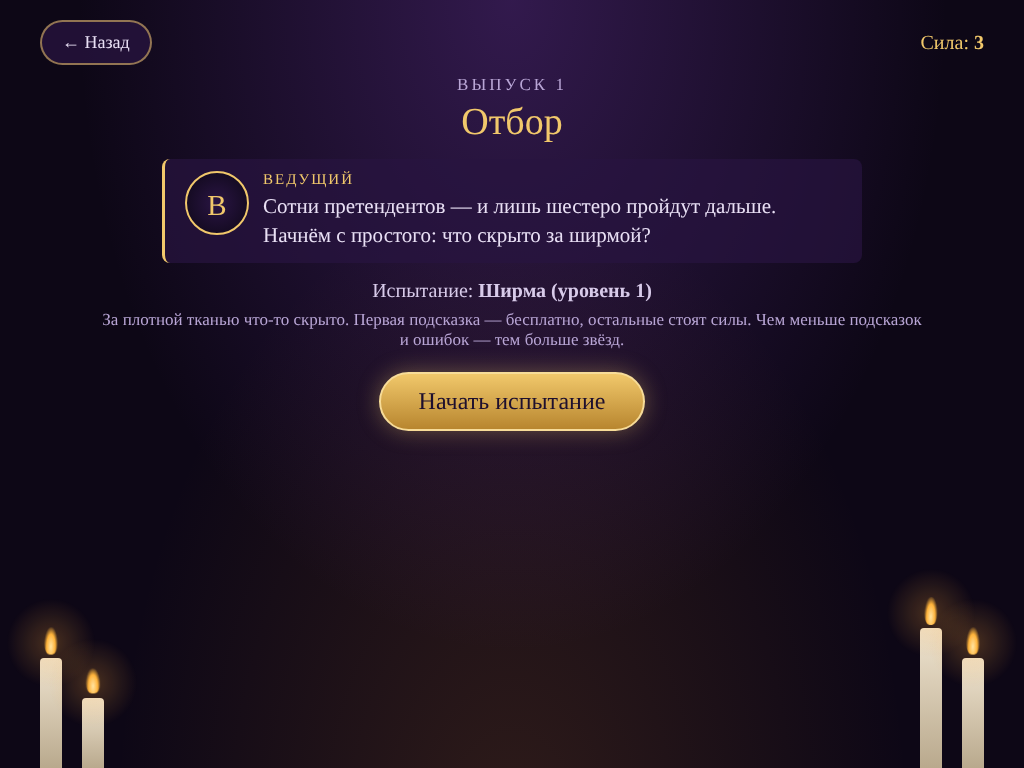 ← Назад
Сила: 3
ВЫПУСК 1
Отбор
В
ВЕДУЩИЙ
Сотни претендентов — и лишь шестеро пройдут дальше.
Начнём с простого: что скрыто за ширмой?
Испытание: Ширма (уровень 1)
За плотной тканью что-то скрыто. Первая подсказка — бесплатно, остальные стоят силы. Чем меньше подсказок
и ошибок — тем больше звёзд.
Начать испытание